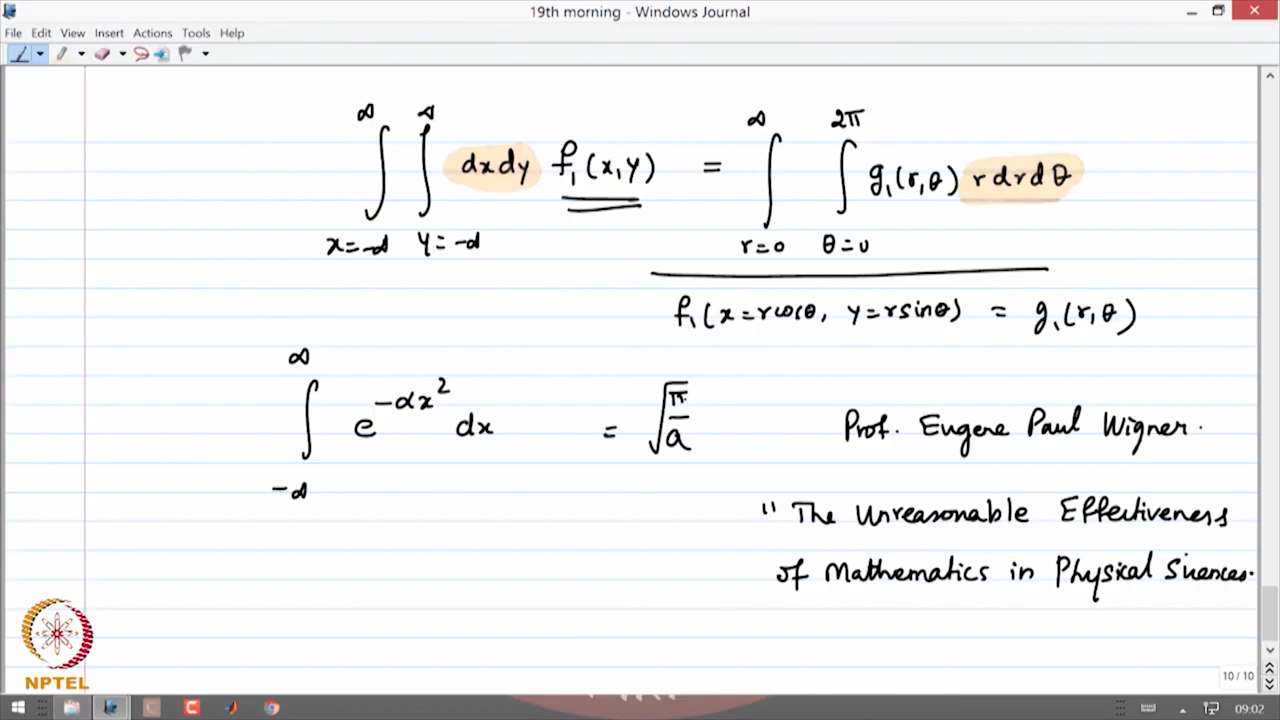 19th morning - Windows Journal
File Edit View Insert Actions Tools Help
∞ ∞ ∞ 2π
∫ ∫ dxdy f₁(x,y) = ∫ ∫ g₁(r,θ) r dr dθ
x=-∞ y=-∞ r=0 θ=0
f₁(x=rcosθ, y=rsinθ) = g₁(r,θ)
∞
∫ e^{-αx²} dx = √(π/a) Prof. Eugene Paul Wigner.
-∞
"The Unreasonable Effectiveness
of Mathematics in Physical Sciences.
NPTEL
10 / 10
09:02